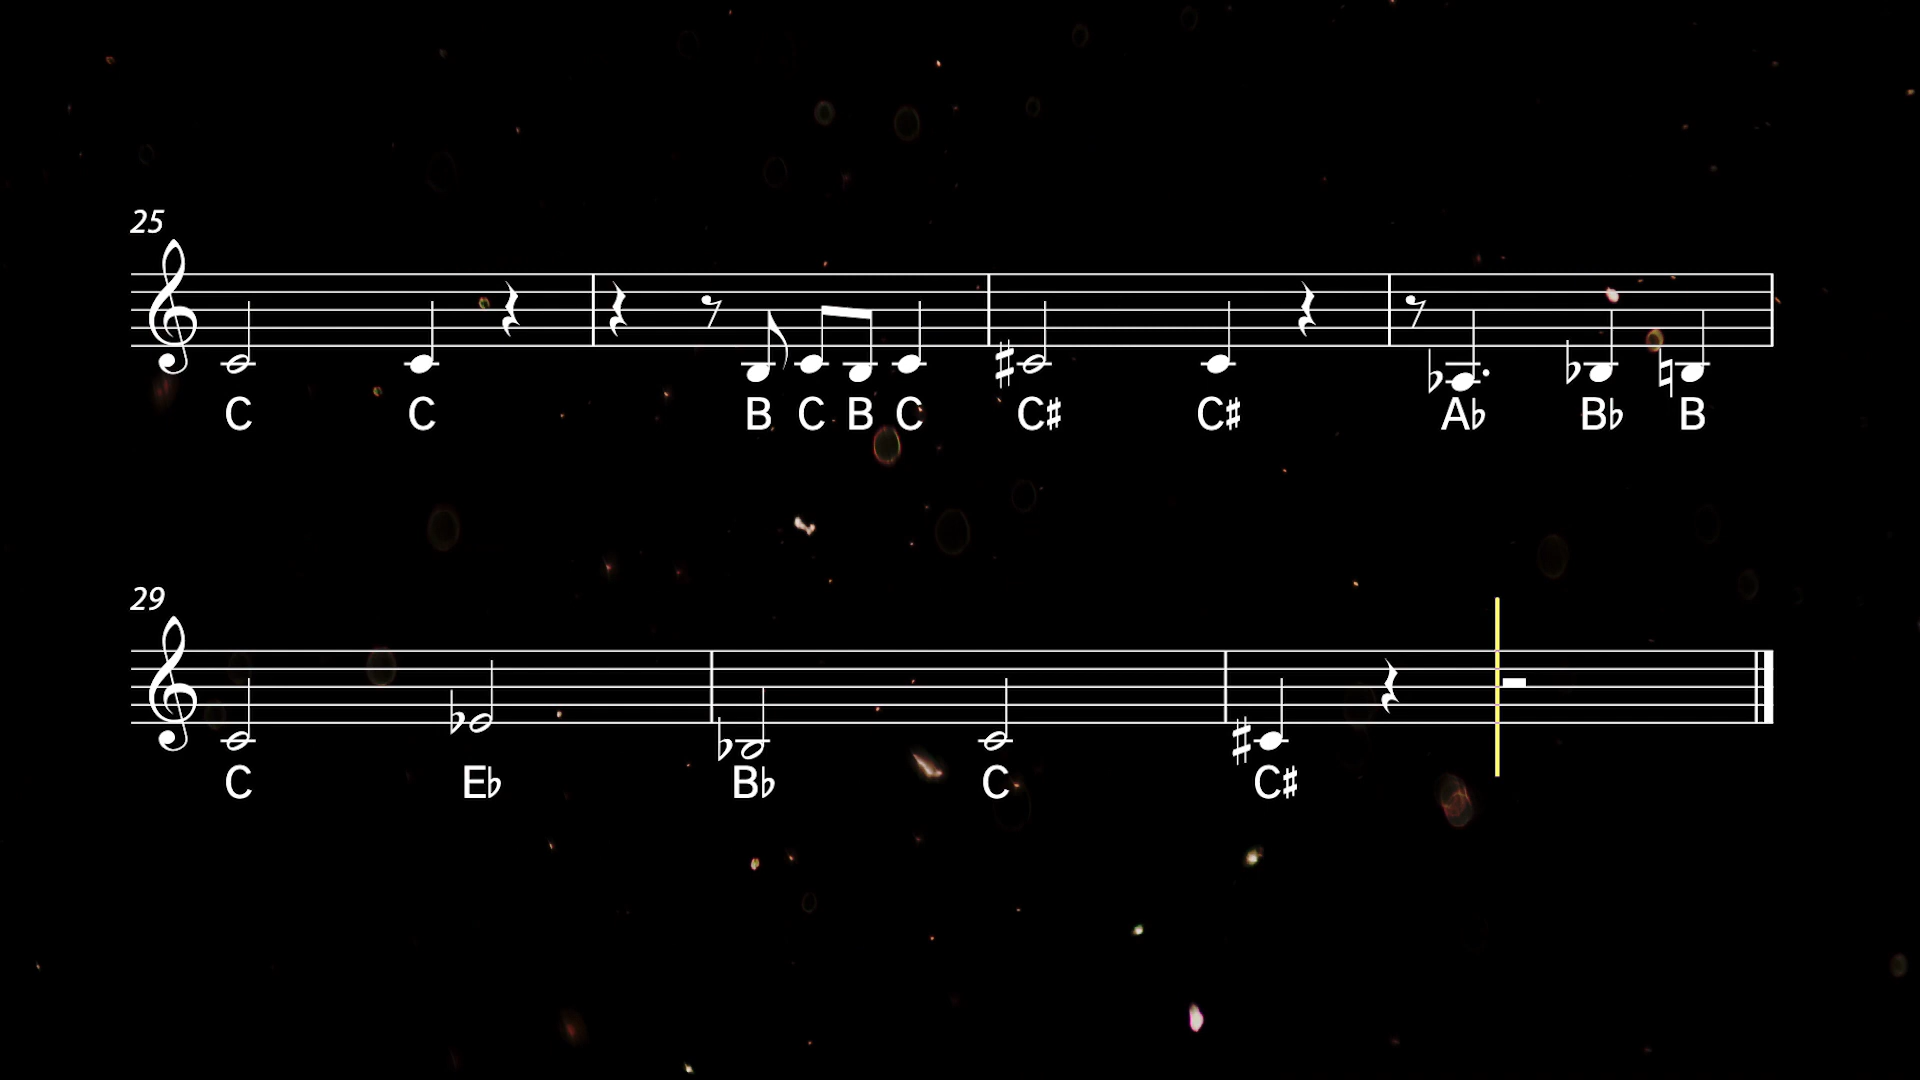 25
C C B C B C C♯ C♯ A♭ B♭ B
29
C E♭ B♭ C C♯